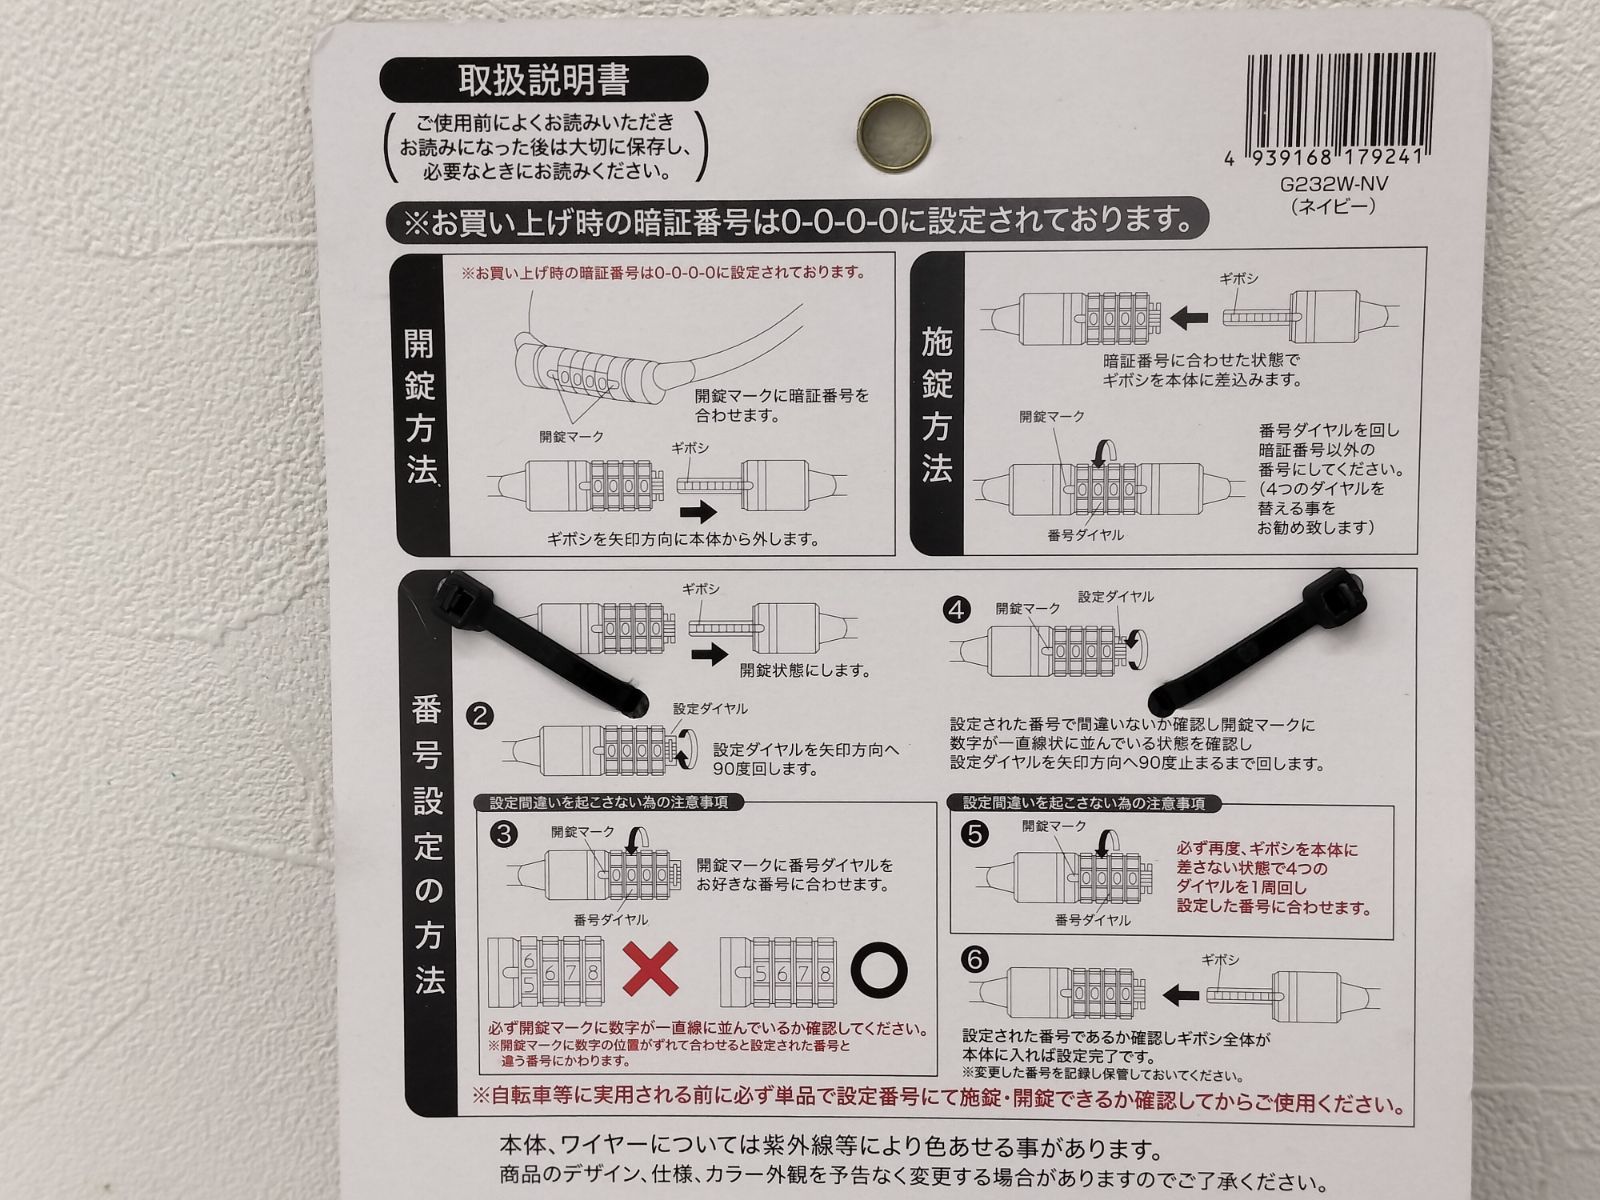 取扱説明書
ご使用前によくお読みいただき
お読みになった後は大切に保存し、
必要なときにお読みください。
4 939168 179241
G232W-NV
(ネイビー)
※お買い上げ時の暗証番号は0-0-0-0に設定されております。
開錠方法
※お買い上げ時の暗証番号は0-0-0-0に設定されております。
開錠マークに暗証番号を
合わせます。
開錠マーク
ギボシ
ギボシを矢印方向に本体から外します。
施錠方法
ギボシ
暗証番号に合わせた状態で
ギボシを本体に差込みます。
開錠マーク
番号ダイヤルを回し
暗証番号以外の
番号にしてください。
(4つのダイヤルを
替える事を
お勧め致します)
番号ダイヤル
番号設定の方法
ギボシ
開錠状態にします。
❷
設定ダイヤル
設定ダイヤルを矢印方向へ
90度回します。
設定間違いを起こさない為の注意事項
❸
開錠マーク
開錠マークに番号ダイヤルを
お好きな番号に合わせます。
番号ダイヤル
6 5 6 7 8
5 6 7 8
必ず開錠マークに数字が一直線に並んでいるか確認してください。
※開錠マークに数字の位置がずれて合わせると設定された番号と
違う番号にかわります。
❹
開錠マーク
設定ダイヤル
設定された番号で間違いないか確認し開錠マークに
数字が一直線状に並んでいる状態を確認し
設定ダイヤルを矢印方向へ90度止まるまで回します。
設定間違いを起こさない為の注意事項
❺
開錠マーク
必ず再度、ギボシを本体に
差さない状態で4つの
ダイヤルを1周回し
設定した番号に合わせます。
番号ダイヤル
❻
ギボシ
設定された番号であるか確認しギボシ全体が
本体に入れば設定完了です。
※変更した番号を記録し保管しておいてください。
※自転車等に実用される前に必ず単品で設定番号にて施錠・開錠できるか確認してからご使用ください。
本体、ワイヤーについては紫外線等により色あせる事があります。
商品のデザイン、仕様、カラー外観を予告なく変更する場合がありますのでご了承ください。